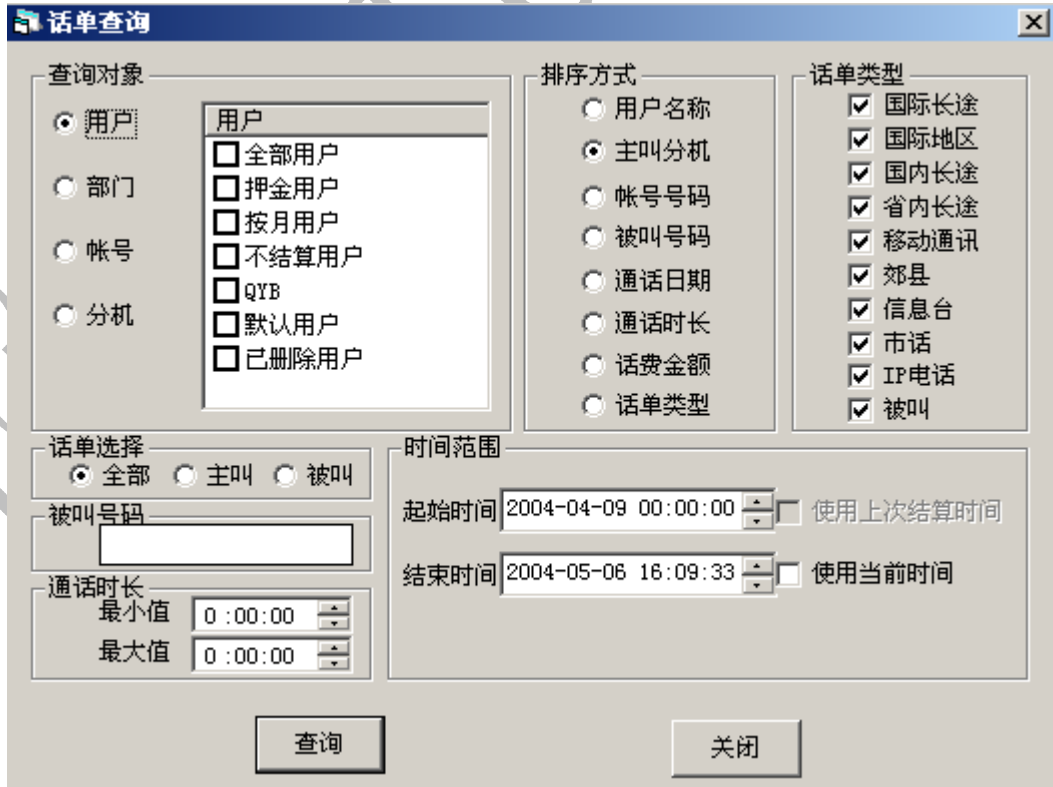 话单查询
查询对象
用户
部门
帐号
分机
用户
全部用户
押金用户
按月用户
不结算用户
QYB
默认用户
已删除用户
排序方式
用户名称
主叫分机
帐号号码
被叫号码
通话日期
通话时长
话费金额
话单类型
话单类型
国际长途
国际地区
国内长途
省内长途
移动通讯
郊县
信息台
市话
IP电话
被叫
话单选择
全部 主叫 被叫
被叫号码
通话时长
最小值 0:00:00
最大值 0:00:00
时间范围
起始时间 2004-04-09 00:00:00 使用上次结算时间
结束时间 2004-05-06 16:09:33 使用当前时间
查询
关闭